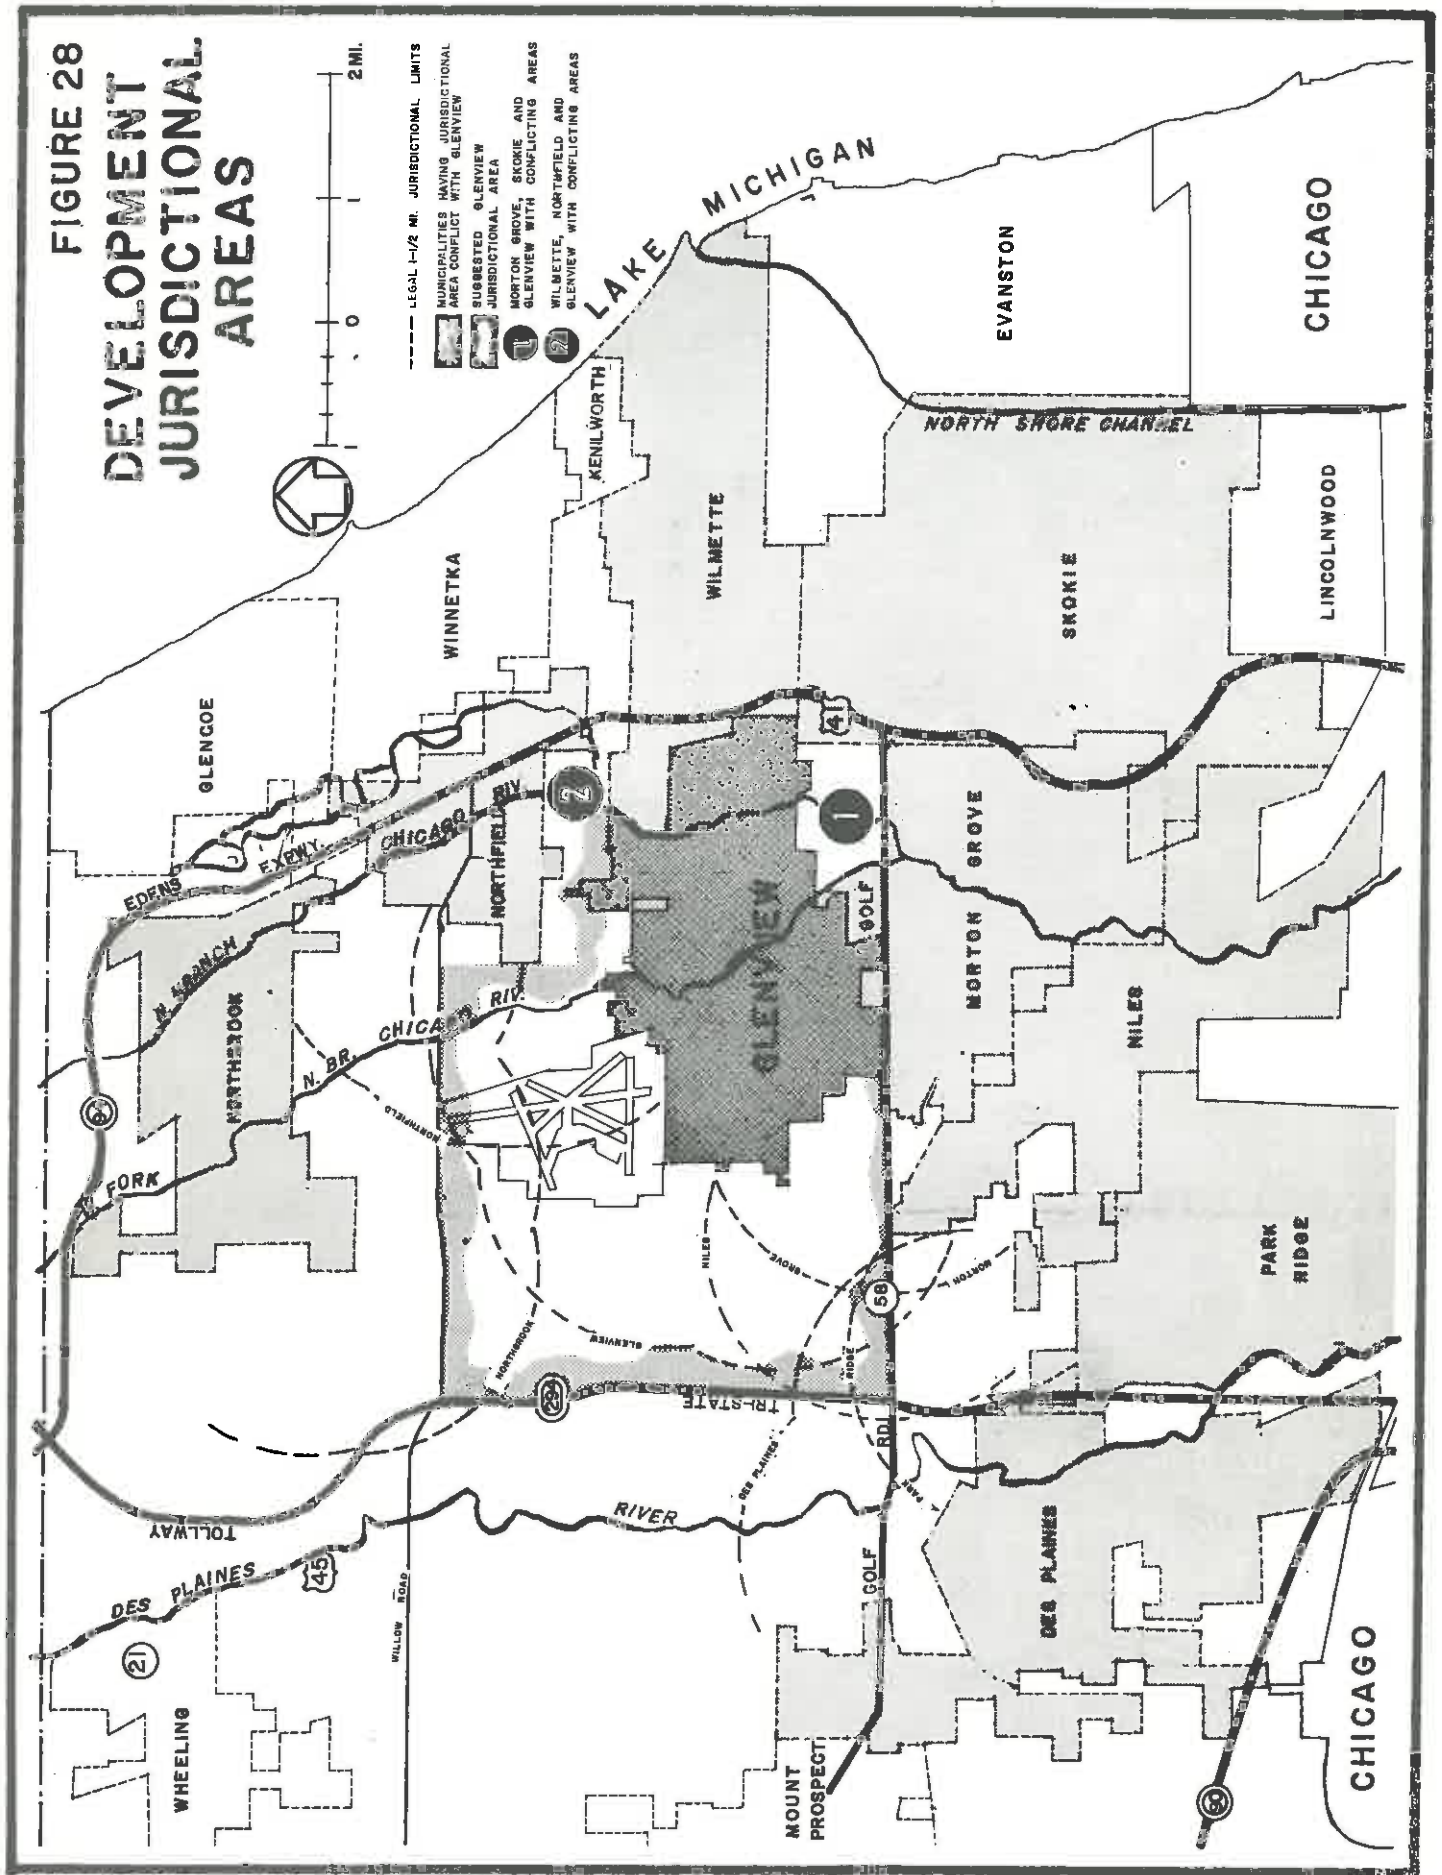 FIGURE 28
DEVELOPMENT
JURISDICTIONAL
AREAS
1
0
1
2 MI.
LEGAL 1-1/2 MI. JURISDICTIONAL LIMITS
MUNICIPALITIES HAVING JURISDICTIONAL
AREA CONFLICT WITH GLENVIEW
SUGGESTED GLENVIEW
JURISDICTIONAL AREA
1
MORTON GROVE, SKOKIE AND
GLENVIEW WITH CONFLICTING AREAS
2
WILMETTE, NORTHFIELD AND
GLENVIEW WITH CONFLICTING AREAS
LAKE MICHIGAN
GLENCOE
WINNETKA
KENILWORTH
WILMETTE
EVANSTON
CHICAGO
NORTH SHORE CHANNEL
SKOKIE
LINCOLNWOOD
EDENS EXPWY.
CHICAGO RIV.
N. BRANCH
NORTHFIELD
2
1
41
NORTHBROOK
94
W. FORK
N. BR. CHICAGO RIV.
GLENVIEW
GOLF
MORTON GROVE
NILES
NORTHFIELD
NILES
GROVE
MORTON
58
PARK
RIDGE
NORTHBROOK
GLENVIEW
RIDGE
294
TRI-STATE
RD.
DES PLAINES
PARK
TOLLWAY
DES PLAINES
RIVER
45
21
WHEELING
WILLOW ROAD
GOLF
DES PLAINES
MOUNT
PROSPECT
90
CHICAGO